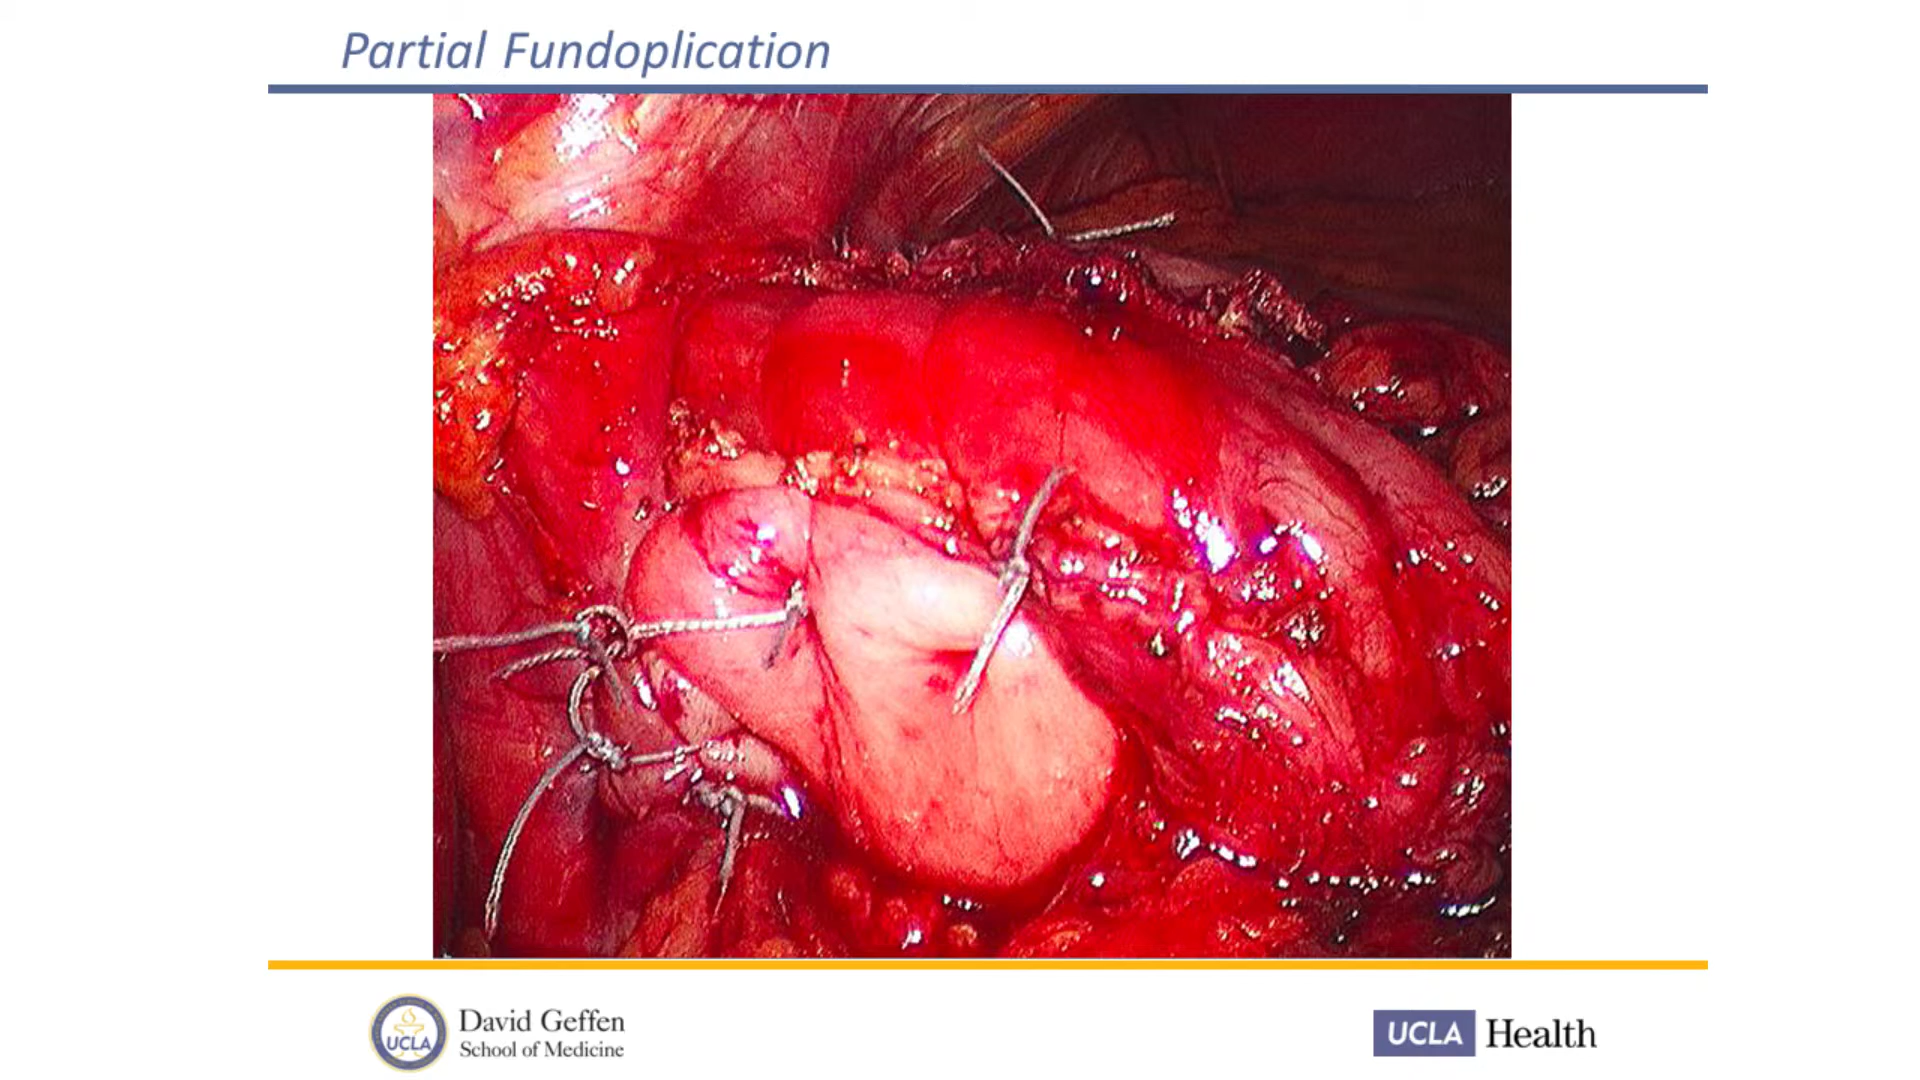 Partial Fundoplication
UCLA
David Geffen
School of Medicine
UCLA Health